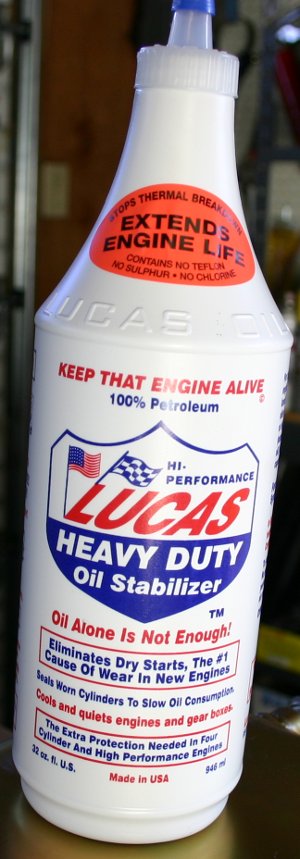 STOPS THERMAL BREAKDOWN
EXTENDS
ENGINE LIFE
CONTAINS NO TEFLON
NO SULPHUR • NO CHLORINE
LUCAS OIL
KEEP THAT ENGINE ALIVE
©
100% Petroleum
HI-
PERFORMANCE
LUCAS
HEAVY DUTY
Oil Stabilizer
TM
Oil Alone Is Not Enough!
Eliminates Dry Starts, The #1
Cause Of Wear In New Engines
Seals Worn Cylinders To Slow Oil Consumption.
Cools and quiets engines and gear boxes.
The Extra Protection Needed In Four
Cylinder And High Performance Engines
32 oz. fl. U.S.
946 ml
Made in USA